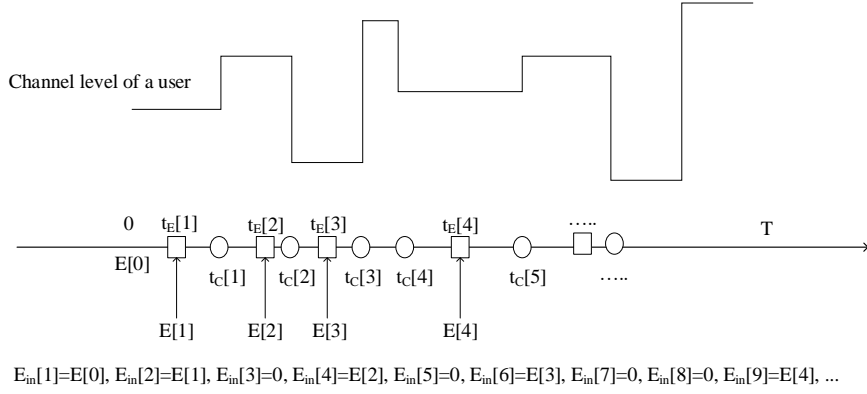 Channel level of a user
0 t_E[1] t_E[2] t_E[3] t_E[4] ..... T
E[0] t_C[1] t_C[2] t_C[3] t_C[4] t_C[5] .....
E[1] E[2] E[3] E[4]
E_in[1]=E[0], E_in[2]=E[1], E_in[3]=0, E_in[4]=E[2], E_in[5]=0, E_in[6]=E[3], E_in[7]=0, E_in[8]=0, E_in[9]=E[4], ...